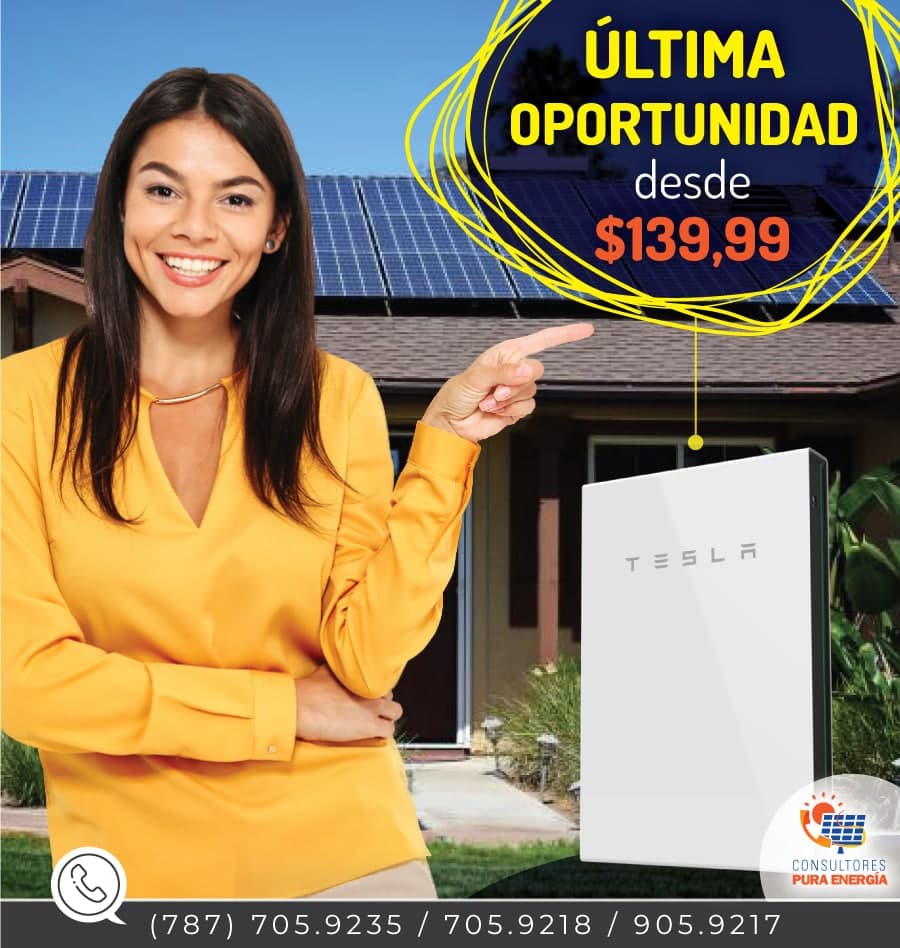 ÚLTIMA
OPORTUNIDAD
desde
$139,99
TESLA
CONSULTORES
PURA ENERGÍA
(787) 705.9235 / 705.9218 / 905.9217